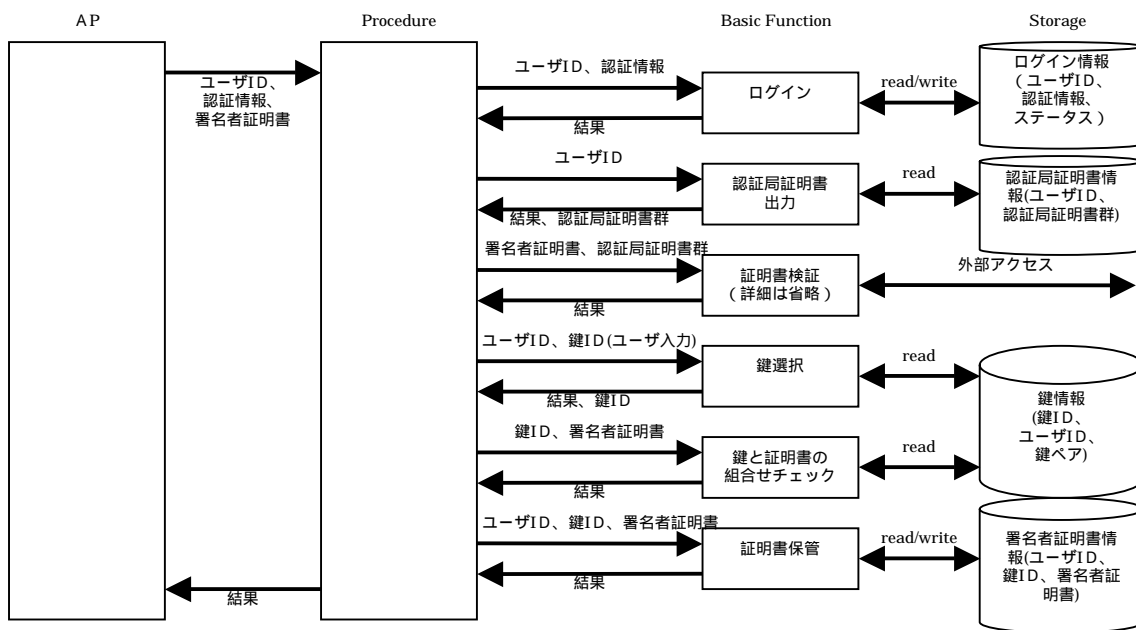 AP
Procedure
Basic Function
Storage
ユーザID、
認証情報、
署名者証明書
ユーザID、認証情報
結果
ログイン
read/write
ログイン情報
(ユーザID、
認証情報、
ステータス)
ユーザID
結果、認証局証明書群
認証局証明書
出力
read
認証局証明書情
報(ユーザID、
認証局証明書群)
署名者証明書、認証局証明書群
結果
証明書検証
(詳細は省略)
外部アクセス
ユーザID、鍵ID(ユーザ入力)
結果、鍵ID
鍵選択
read
鍵情報
(鍵ID、
ユーザID、
鍵ペア)
鍵ID、署名者証明書
結果
鍵と証明書の
組合せチェック
read
ユーザID、鍵ID、署名者証明書
結果
証明書保管
read/write
署名者証明書情
報(ユーザID、
鍵ID、署名者証
明書)
結果